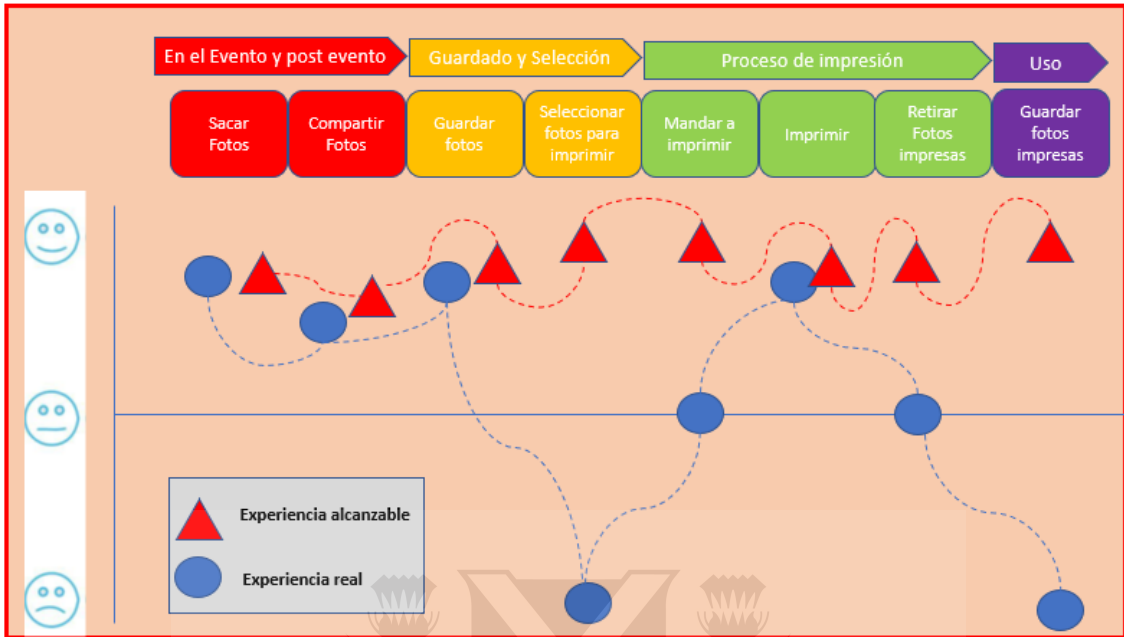 En el Evento y post evento
Guardado y Selección
Proceso de impresión
Uso
Sacar
Fotos
Compartir
Fotos
Guardar
fotos
Seleccionar
fotos para
imprimir
Mandar a
imprimir
Imprimir
Retirar
Fotos
impresas
Guardar
fotos
impresas
Experiencia alcanzable
Experiencia real